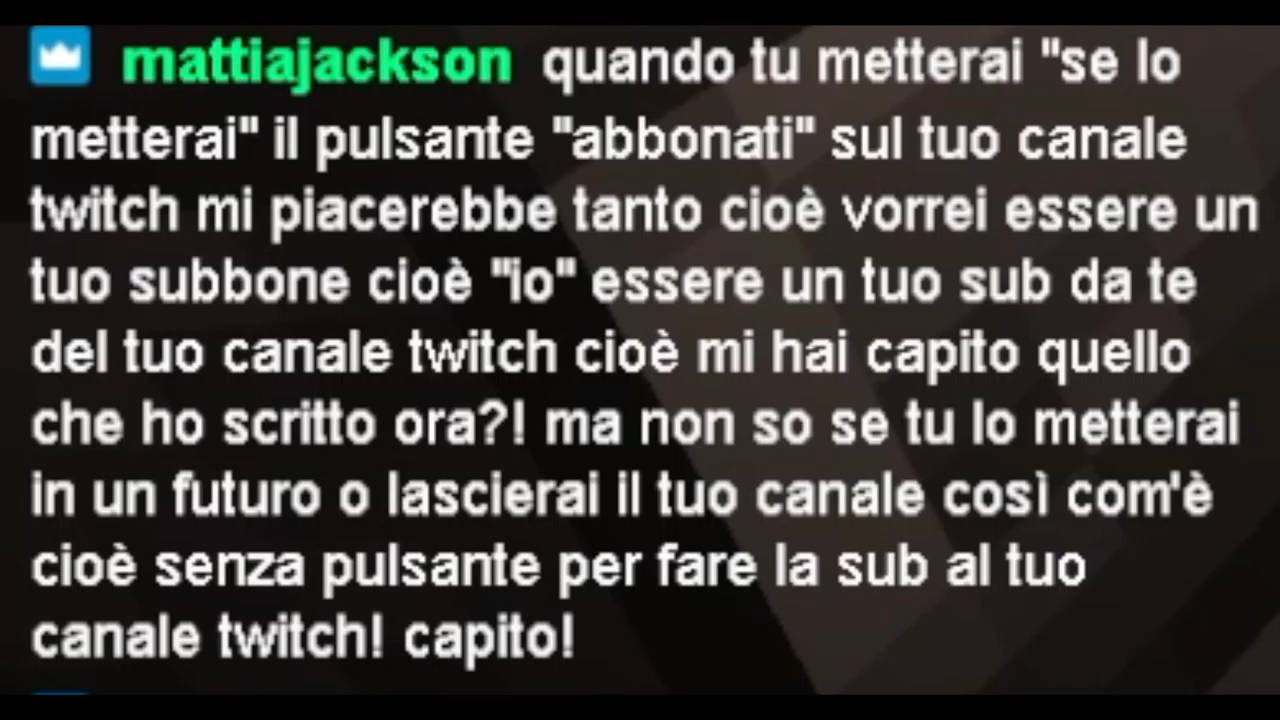 mattiajackson quando tu metterai "se lo
metterai" il pulsante "abbonati" sul tuo canale
twitch mi piacerebbe tanto cioè vorrei essere un
tuo subbone cioè "io" essere un tuo sub da te
del tuo canale twitch cioè mi hai capito quello
che ho scritto ora?! ma non so se tu lo metterai
in un futuro o lascierai il tuo canale così com'è
cioè senza pulsante per fare la sub al tuo
canale twitch! capito!